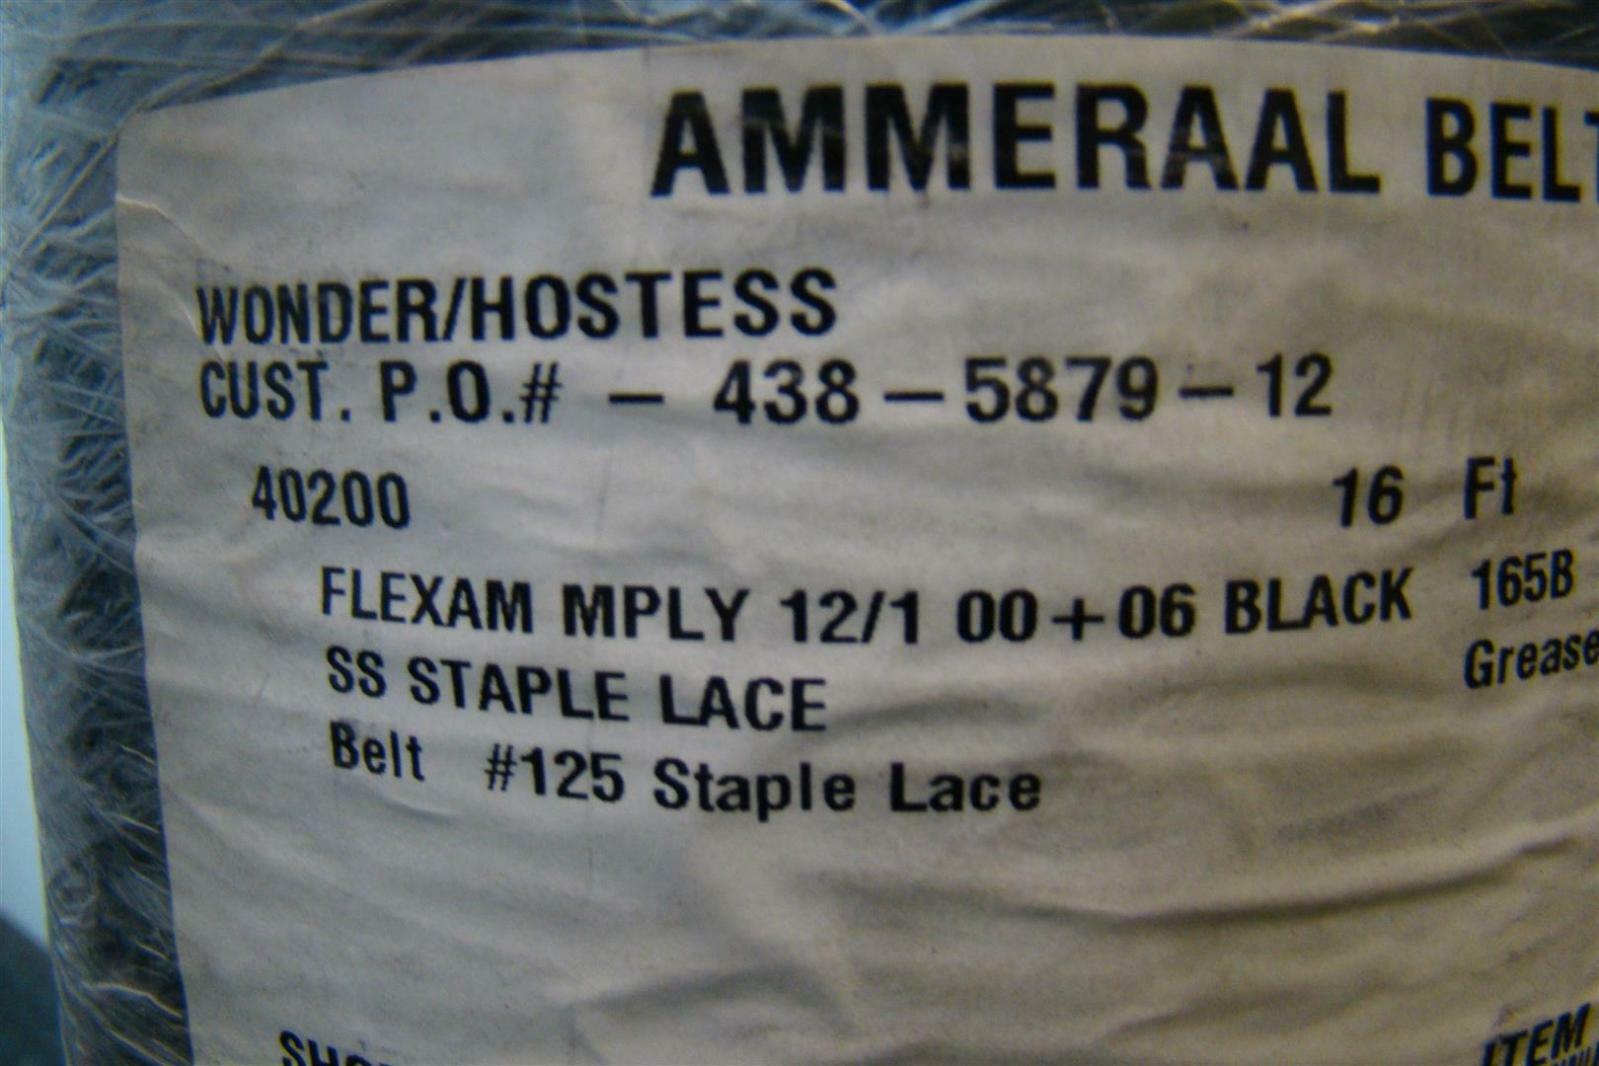 AMMERAAL BELT
WONDER/HOSTESS
CUST. P.O.# - 438-5879-12
40200 16 Ft
FLEXAM MPLY 12/1 00+06 BLACK 165B
SS STAPLE LACE Grease
Belt #125 Staple Lace
ITEM